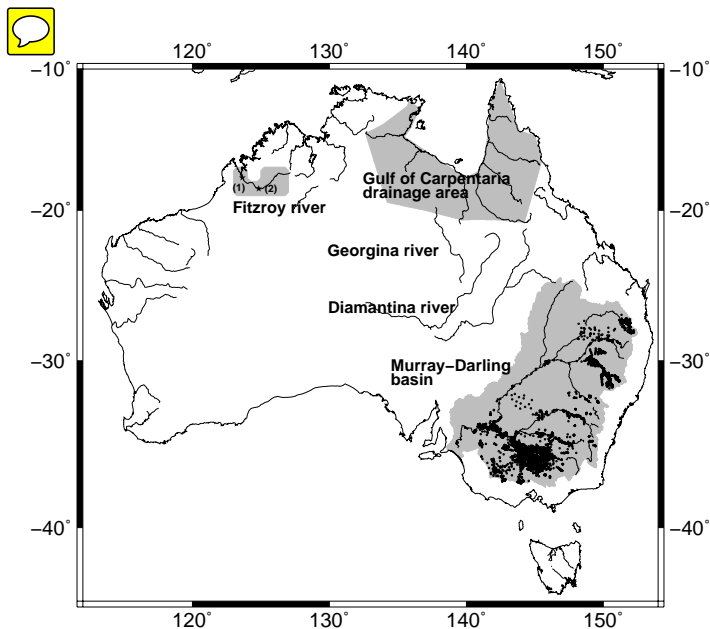 120˚ 130˚ 140˚ 150˚
−10˚ −10˚
Gulf of Carpentaria
drainage area
(1) (2)
Fitzroy river
−20˚ −20˚
Georgina river
Diamantina river
−30˚ −30˚
Murray−Darling
basin
−40˚ −40˚
120˚ 130˚ 140˚ 150˚